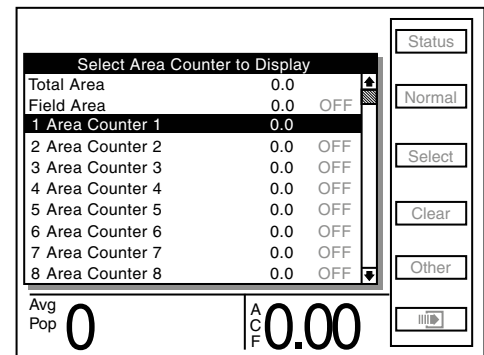 Select Area Counter to Display
Total Area 0.0
Field Area 0.0 OFF
1 Area Counter 1 0.0
2 Area Counter 2 0.0 OFF
3 Area Counter 3 0.0 OFF
4 Area Counter 4 0.0 OFF
5 Area Counter 5 0.0 OFF
6 Area Counter 6 0.0 OFF
7 Area Counter 7 0.0 OFF
8 Area Counter 8 0.0 OFF
Status
Normal
Select
Clear
Other
Avg Pop 0
ACF 0.00